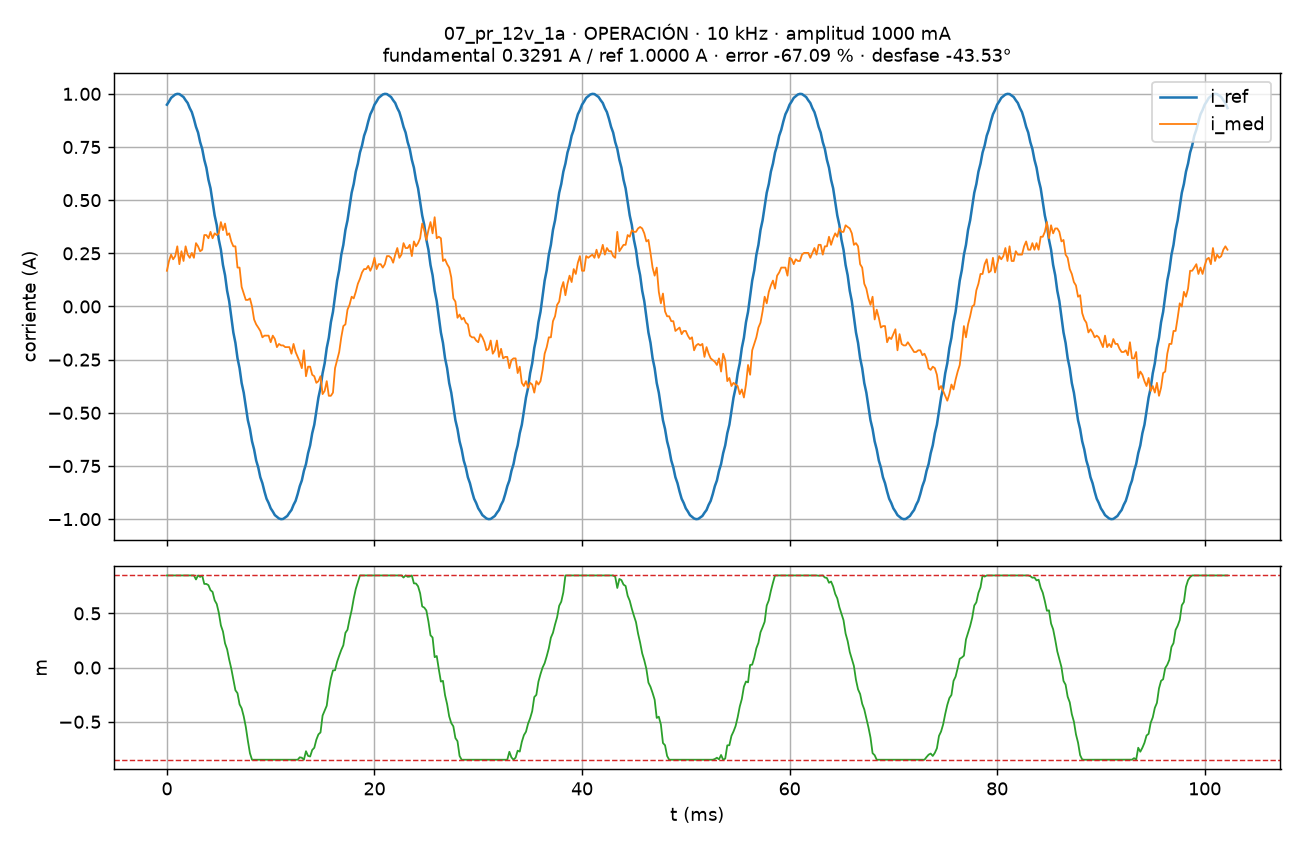 07_pr_12v_1a · OPERACIÓN · 10 kHz · amplitud 1000 mA
fundamental 0.3291 A / ref 1.0000 A · error -67.09 % · desfase -43.53°
i_ref
i_med
1.00
0.75
0.50
0.25
0.00
−0.25
−0.50
−0.75
−1.00
corriente (A)
0.5
0.0
−0.5
m
0 20 40 60 80 100
t (ms)